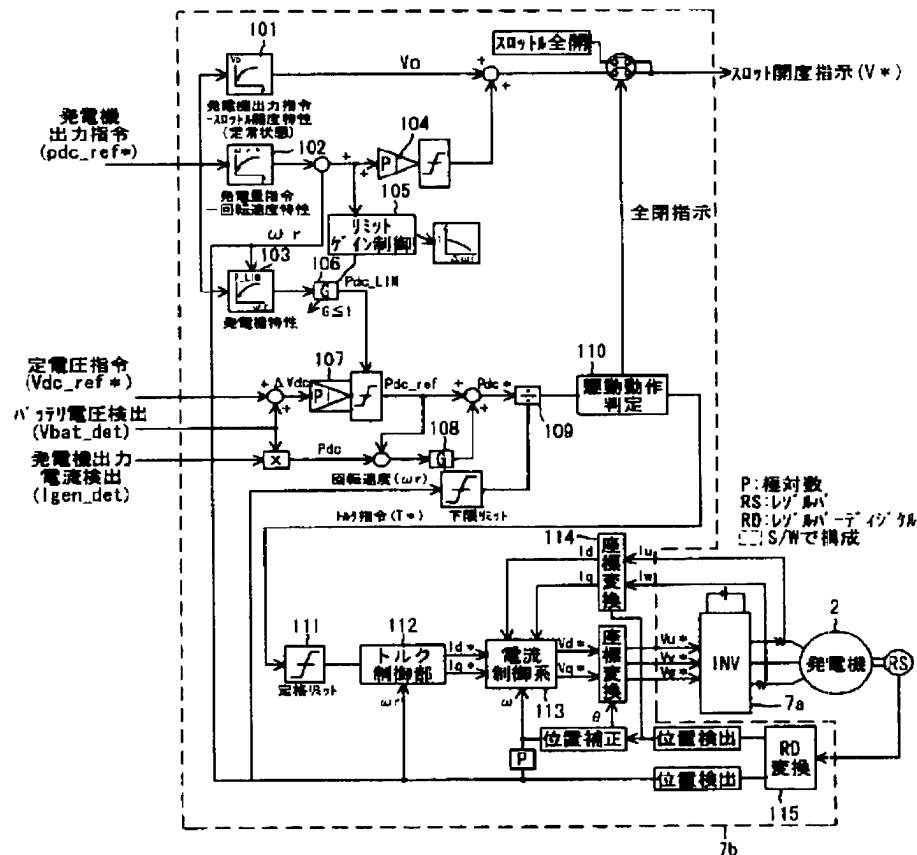 101
Vo
発電機出力指令
-スロットル開度特性
(定常状態)
Vo
+
+
スロットル全閉
スロット開度指示(V*)
発電機
出力指令
(pdc_ref*)
102
発電量指令
-回転速度特性
+
+
104
P
105
リミット
ゲイン制御
Δωr
全閉指示
ωr
103
P_LIM
ωr
発電機特性
106
G
G≦1
Pdc_LIM
定電圧指令
(Vdc_ref*)
+
ΔVdc
+
107
P
Pdc_ref
+
Pdc*
+
÷
109
110
駆動動作
判定
バッテリ電圧検出
(Vbat_det)
発電機出力
電流検出
(Igen_det)
×
Pdc
108
G
回転速度(ωr)
トルク指令(T*)
下限リミット
P:極対数
RS:レゾルバ
RD:レゾルバーディジタル
S/Wで構成
114
座標変換
Id
Iq
Iu
Iw
111
定格リミット
112
トルク
制御部
Id*
Iq*
ωr
電流
制御系
113
ω
Vd*
Vq*
座標変換
θ
Vu*
Vv*
INV
7a
2
発電機
RS
位置補正
位置検出
P
位置検出
RD
変換
115
7b